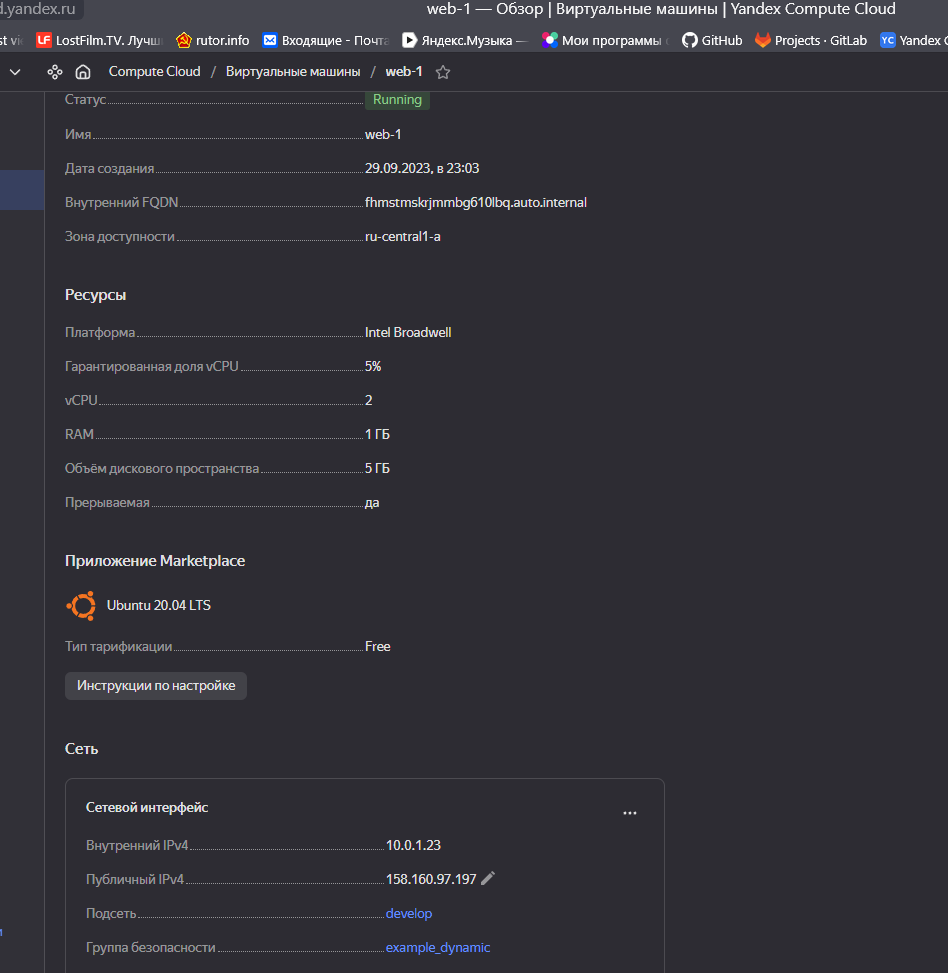 d.yandex.ru web-1 — Обзор | Виртуальные машины | Yandex Compute Cloud
LostFilm.TV. Лучш rutor.info Входящие - Почта Яндекс.Музыка — Мои программы GitHub Projects · GitLab Yandex
Compute Cloud / Виртуальные машины / web-1
Статус Running
Имя web-1
Дата создания 29.09.2023, в 23:03
Внутренний FQDN fhmstmskrjmmbg610lbq.auto.internal
Зона доступности ru-central1-a
Ресурсы
Платформа Intel Broadwell
Гарантированная доля vCPU 5%
vCPU 2
RAM 1 ГБ
Объём дискового пространства 5 ГБ
Прерываемая да
Приложение Marketplace
Ubuntu 20.04 LTS
Тип тарификации Free
Инструкции по настройке
Сеть
Сетевой интерфейс
Внутренний IPv4 10.0.1.23
Публичный IPv4 158.160.97.197
Подсеть develop
Группа безопасности example_dynamic